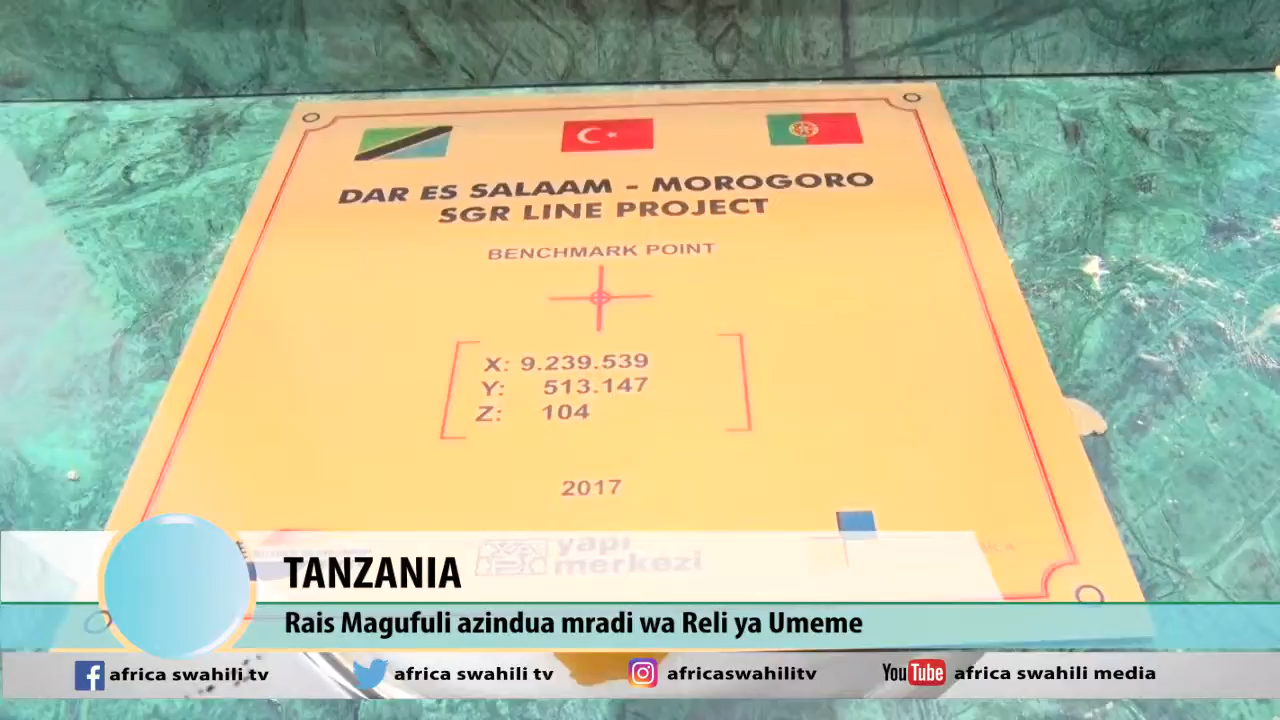 DAR ES SALAAM - MOROGORO
SGR LINE PROJECT
BENCHMARK POINT
X: 9.239.539
Y: 513.147
Z: 104
2017
yapı
merkezi
TANZANIA
Rais Magufuli azindua mradi wa Reli ya Umeme
africa swahili tv
africa swahili tv
africaswahilitv
YouTube africa swahili media